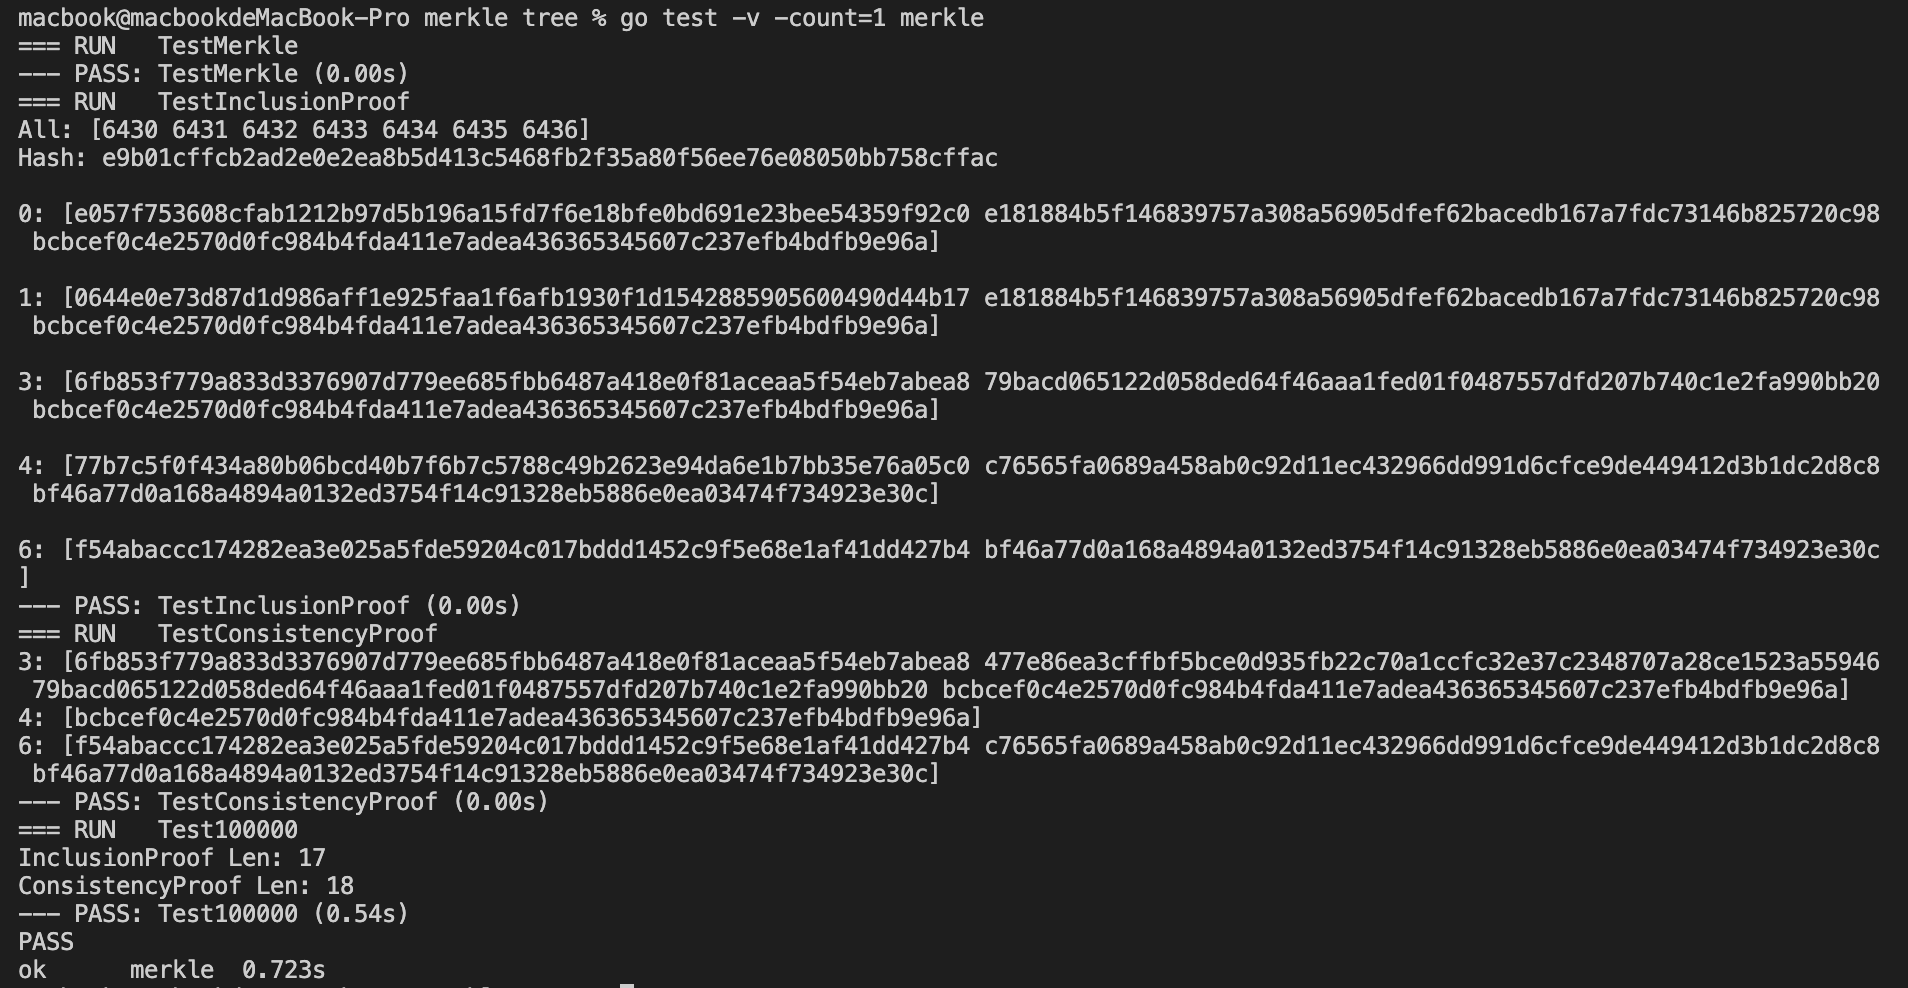 macbook@macbookdeMacBook-Pro merkle tree % go test -v -count=1 merkle
=== RUN   TestMerkle
--- PASS: TestMerkle (0.00s)
=== RUN   TestInclusionProof
All: [6430 6431 6432 6433 6434 6435 6436]
Hash: e9b01cffcb2ad2e0e2ea8b5d413c5468fb2f35a80f56ee76e08050bb758cffac
0: [e057f753608cfab1212b97d5b196a15fd7f6e18bfe0bd691e23bee54359f92c0 e181884b5f146839757a308a56905dfef62bacedb167a7fdc73146b825720c98
bcbcef0c4e2570d0fc984b4fda411e7adea436365345607c237efb4bdfb9e96a]
1: [0644e0e73d87d1d986aff1e925faa1f6afb1930f1d1542885905600490d44b17 e181884b5f146839757a308a56905dfef62bacedb167a7fdc73146b825720c98
bcbcef0c4e2570d0fc984b4fda411e7adea436365345607c237efb4bdfb9e96a]
3: [6fb853f779a833d3376907d779ee685fbb6487a418e0f81aceaa5f54eb7abea8 79bacd065122d058ded64f46aaa1fed01f0487557dfd207b740c1e2fa990bb20
bcbcef0c4e2570d0fc984b4fda411e7adea436365345607c237efb4bdfb9e96a]
4: [77b7c5f0f434a80b06bcd40b7f6b7c5788c49b2623e94da6e1b7bb35e76a05c0 c76565fa0689a458ab0c92d11ec432966dd991d6cfce9de449412d3b1dc2d8c8
bf46a77d0a168a4894a0132ed3754f14c91328eb5886e0ea03474f734923e30c]
6: [f54abaccc174282ea3e025a5fde59204c017bddd1452c9f5e68e1af41dd427b4 bf46a77d0a168a4894a0132ed3754f14c91328eb5886e0ea03474f734923e30c
]
--- PASS: TestInclusionProof (0.00s)
=== RUN   TestConsistencyProof
3: [6fb853f779a833d3376907d779ee685fbb6487a418e0f81aceaa5f54eb7abea8 477e86ea3cffbf5bce0d935fb22c70a1ccfc32e37c2348707a28ce1523a55946
79bacd065122d058ded64f46aaa1fed01f0487557dfd207b740c1e2fa990bb20 bcbcef0c4e2570d0fc984b4fda411e7adea436365345607c237efb4bdfb9e96a]
4: [bcbcef0c4e2570d0fc984b4fda411e7adea436365345607c237efb4bdfb9e96a]
6: [f54abaccc174282ea3e025a5fde59204c017bddd1452c9f5e68e1af41dd427b4 c76565fa0689a458ab0c92d11ec432966dd991d6cfce9de449412d3b1dc2d8c8
bf46a77d0a168a4894a0132ed3754f14c91328eb5886e0ea03474f734923e30c]
--- PASS: TestConsistencyProof (0.00s)
=== RUN   Test100000
InclusionProof Len: 17
ConsistencyProof Len: 18
--- PASS: Test100000 (0.54s)
PASS
ok      merkle  0.723s